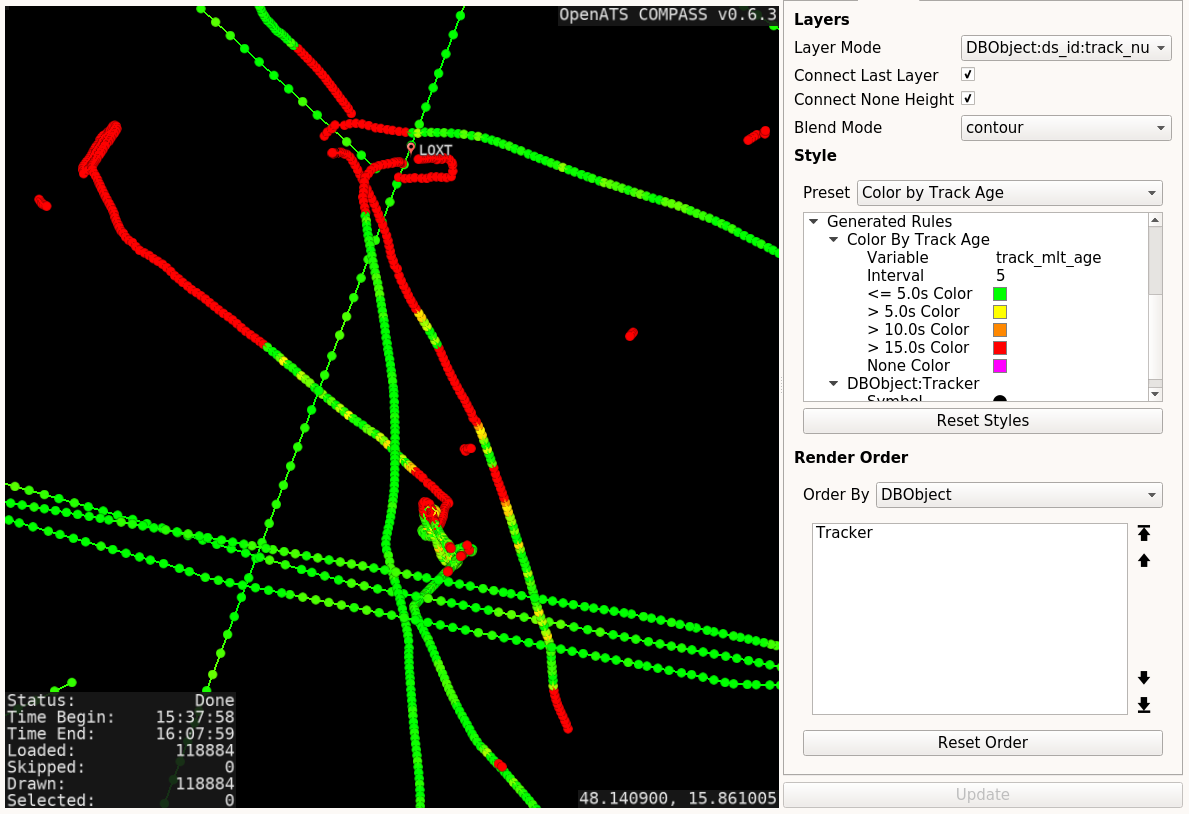 OpenATS COMPASS v0.6.3
LOXT
Status: Done
Time Begin: 15:37:58
Time End: 16:07:59
Loaded: 118884
Skipped: 0
Drawn: 118884
Selected: 0
48.140900, 15.861005
Layers
Layer Mode DBObject:ds_id:track_nu
Connect Last Layer
Connect None Height
Blend Mode contour
Style
Preset Color by Track Age
Generated Rules
Color By Track Age
Variable track_mlt_age
Interval 5
<= 5.0s Color
> 5.0s Color
> 10.0s Color
> 15.0s Color
None Color
DBObject:Tracker
Symbol
Reset Styles
Render Order
Order By DBObject
Tracker
Reset Order
Update